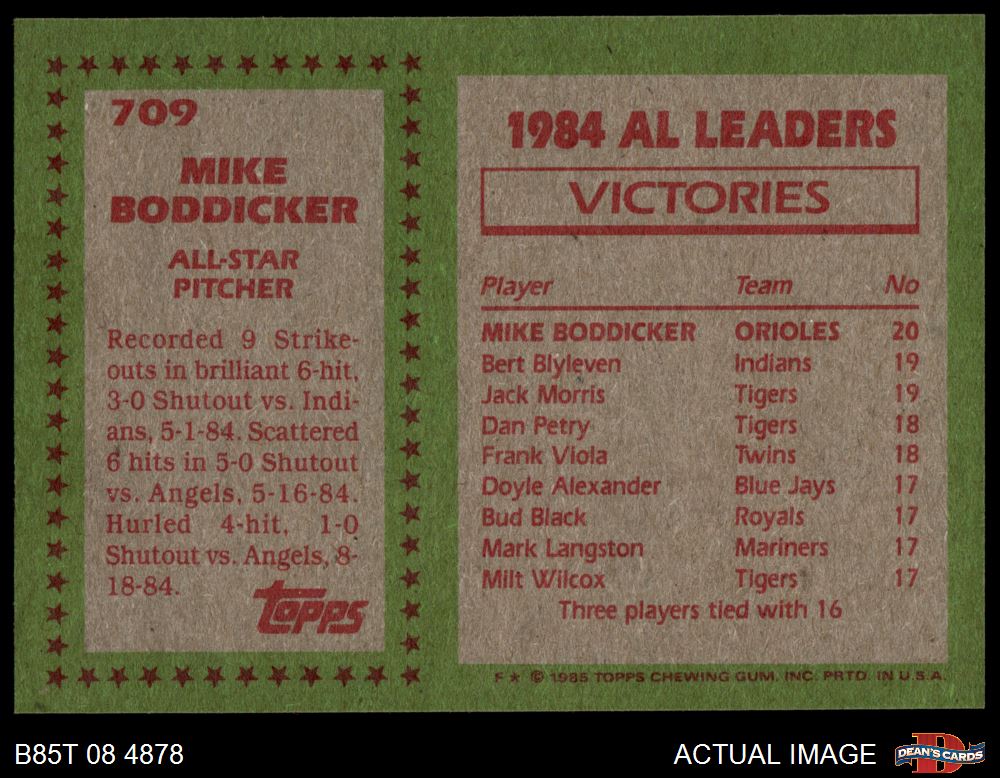 709
MIKE
BODDICKER
ALL-STAR
PITCHER
Recorded 9 Strike-
outs in brilliant 6-hit,
3-0 Shutout vs. Indi-
ans, 5-1-84. Scattered
6 hits in 5-0 Shutout
vs. Angels, 5-16-84.
Hurled 4-hit, 1-0
Shutout vs. Angels, 8-
18-84.
topps
1984 AL LEADERS
VICTORIES
Player Team No
MIKE BODDICKER ORIOLES 20
Bert Blyleven Indians 19
Jack Morris Tigers 19
Dan Petry Tigers 18
Frank Viola Twins 18
Doyle Alexander Blue Jays 17
Bud Black Royals 17
Mark Langston Mariners 17
Milt Wilcox Tigers 17
Three players tied with 16
F★ © 1985 TOPPS CHEWING GUM, INC. PRTD. IN U.S.A.
B85T 08 4878
ACTUAL IMAGE
D
DEAN'S CARDS